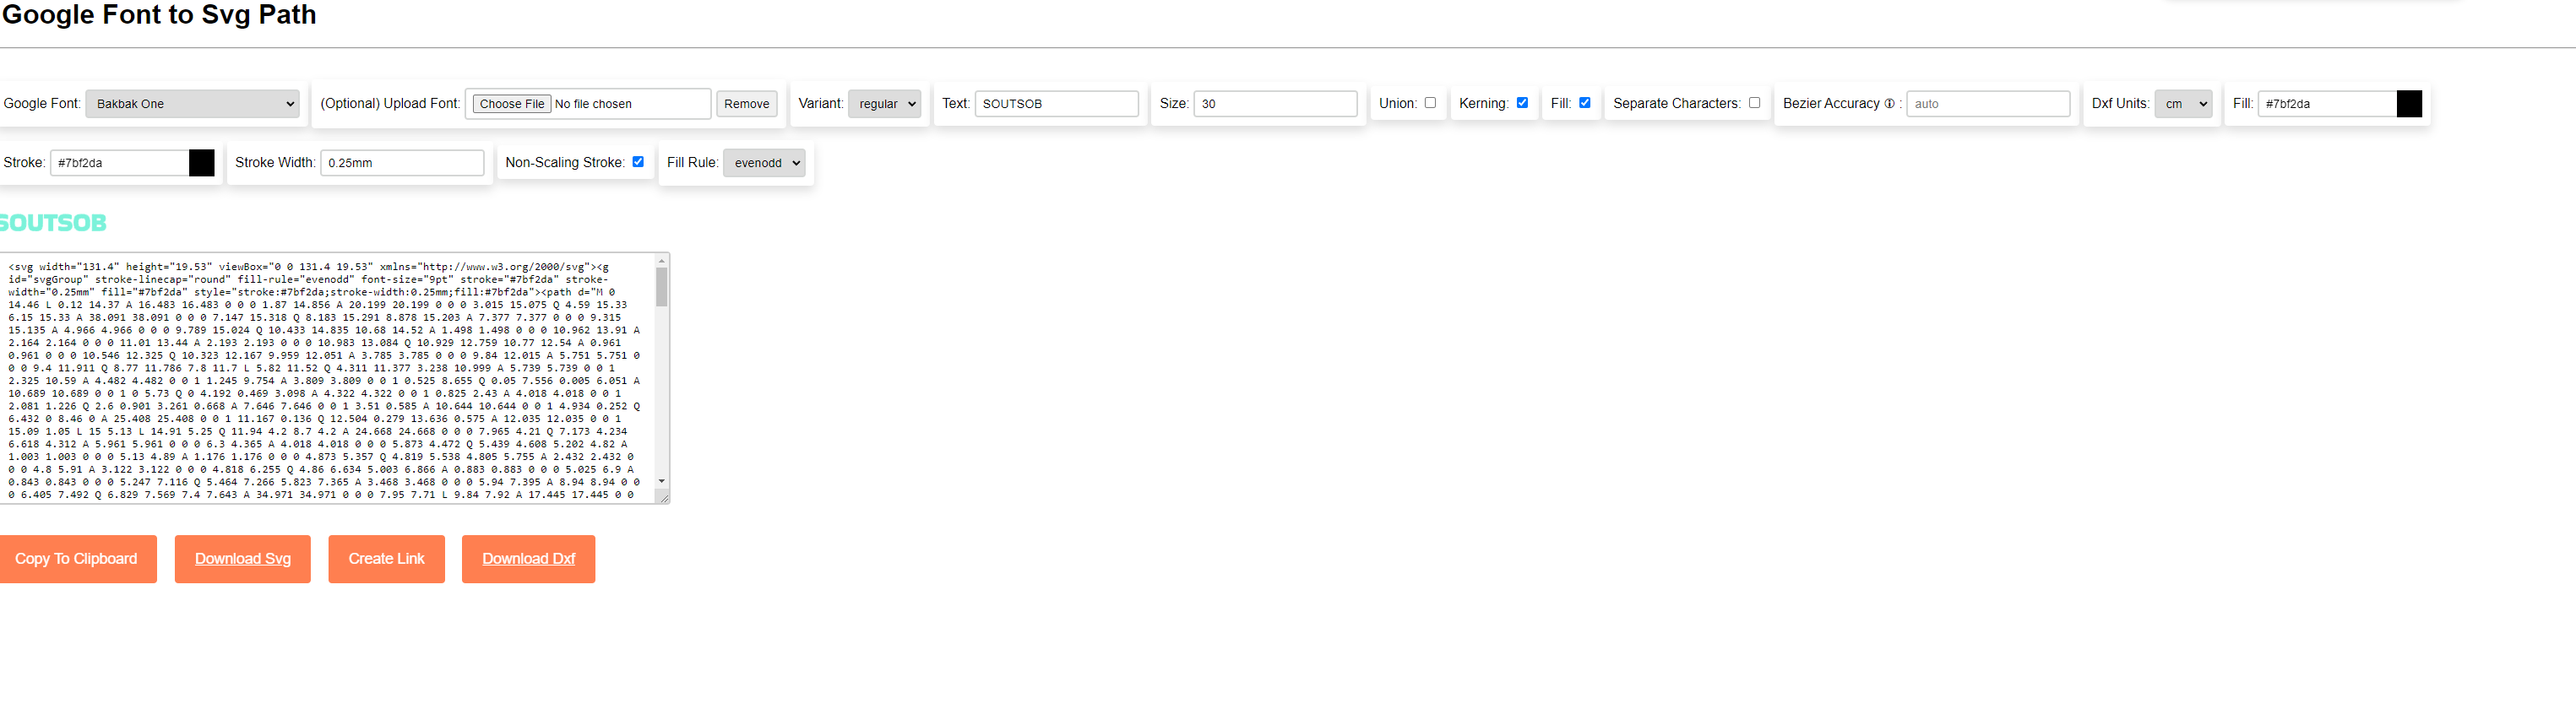 Google Font to Svg Path
Google Font: Bakbak One (Optional) Upload Font: Choose File No file chosen Remove Variant: regular Text: SOUTSOB Size: 30 Union: Kerning: Fill: Separate Characters: Bezier Accuracy : auto Dxf Units: cm Fill: #7bf2da
Stroke: #7bf2da Stroke Width: 0.25mm Non-Scaling Stroke: Fill Rule: evenodd
SOUTSOB
<svg width="131.4" height="19.53" viewBox="0 0 131.4 19.53" xmlns="http://www.w3.org/2000/svg"><g
id="svgGroup" stroke-linecap="round" fill-rule="evenodd" font-size="9pt" stroke="#7bf2da" stroke-
width="0.25mm" fill="#7bf2da" style="stroke:#7bf2da;stroke-width:0.25mm;fill:#7bf2da"><path d="M 0
14.46 L 0.12 14.37 A 16.483 16.483 0 0 0 1.87 14.856 A 20.199 20.199 0 0 0 3.015 15.075 Q 4.59 15.33
6.15 15.33 A 38.091 38.091 0 0 0 7.147 15.318 Q 8.183 15.291 8.878 15.203 A 7.377 7.377 0 0 0 9.315
15.135 A 4.966 4.966 0 0 0 9.789 15.024 Q 10.433 14.835 10.68 14.52 A 1.498 1.498 0 0 0 10.962 13.91 A
2.164 2.164 0 0 0 11.01 13.44 A 2.193 2.193 0 0 0 10.983 13.084 Q 10.929 12.759 10.77 12.54 A 0.961
0.961 0 0 0 10.546 12.325 Q 10.323 12.167 9.959 12.051 A 3.785 3.785 0 0 0 9.84 12.015 A 5.751 5.751 0
0 0 9.4 11.911 Q 8.77 11.786 7.8 11.7 L 5.82 11.52 Q 4.311 11.377 3.238 10.999 A 5.739 5.739 0 0 1
2.325 10.59 A 4.482 4.482 0 0 1 1.245 9.754 A 3.809 3.809 0 0 1 0.525 8.655 Q 0.05 7.556 0.005 6.051 A
10.689 10.689 0 0 1 0 5.73 Q 0 4.192 0.469 3.098 A 4.322 4.322 0 0 1 0.825 2.43 A 4.018 4.018 0 0 1
2.081 1.226 Q 2.6 0.901 3.261 0.668 A 7.646 7.646 0 0 1 3.51 0.585 A 10.644 10.644 0 0 1 4.934 0.252 Q
6.432 0 8.46 0 A 25.408 25.408 0 0 1 11.167 0.136 Q 12.504 0.279 13.636 0.575 A 12.035 12.035 0 0 1
15.09 1.05 L 15 5.13 L 14.91 5.25 Q 11.94 4.2 8.7 4.2 A 24.668 24.668 0 0 0 7.965 4.21 Q 7.173 4.234
6.618 4.312 A 5.961 5.961 0 0 0 6.3 4.365 A 4.018 4.018 0 0 0 5.873 4.472 Q 5.439 4.608 5.202 4.82 A
1.003 1.003 0 0 0 5.13 4.89 A 1.176 1.176 0 0 0 4.873 5.357 Q 4.819 5.538 4.805 5.755 A 2.432 2.432 0
0 0 4.8 5.91 A 3.122 3.122 0 0 0 4.818 6.255 Q 4.86 6.634 5.003 6.866 A 0.883 0.883 0 0 0 5.025 6.9 A
0.843 0.843 0 0 0 5.247 7.116 Q 5.464 7.266 5.823 7.365 A 3.468 3.468 0 0 0 5.94 7.395 A 8.94 8.94 0 0
0 6.405 7.492 Q 6.829 7.569 7.4 7.643 A 34.971 34.971 0 0 0 7.95 7.71 L 9.84 7.92 A 17.445 17.445 0 0
Copy To Clipboard Download Svg Create Link Download Dxf